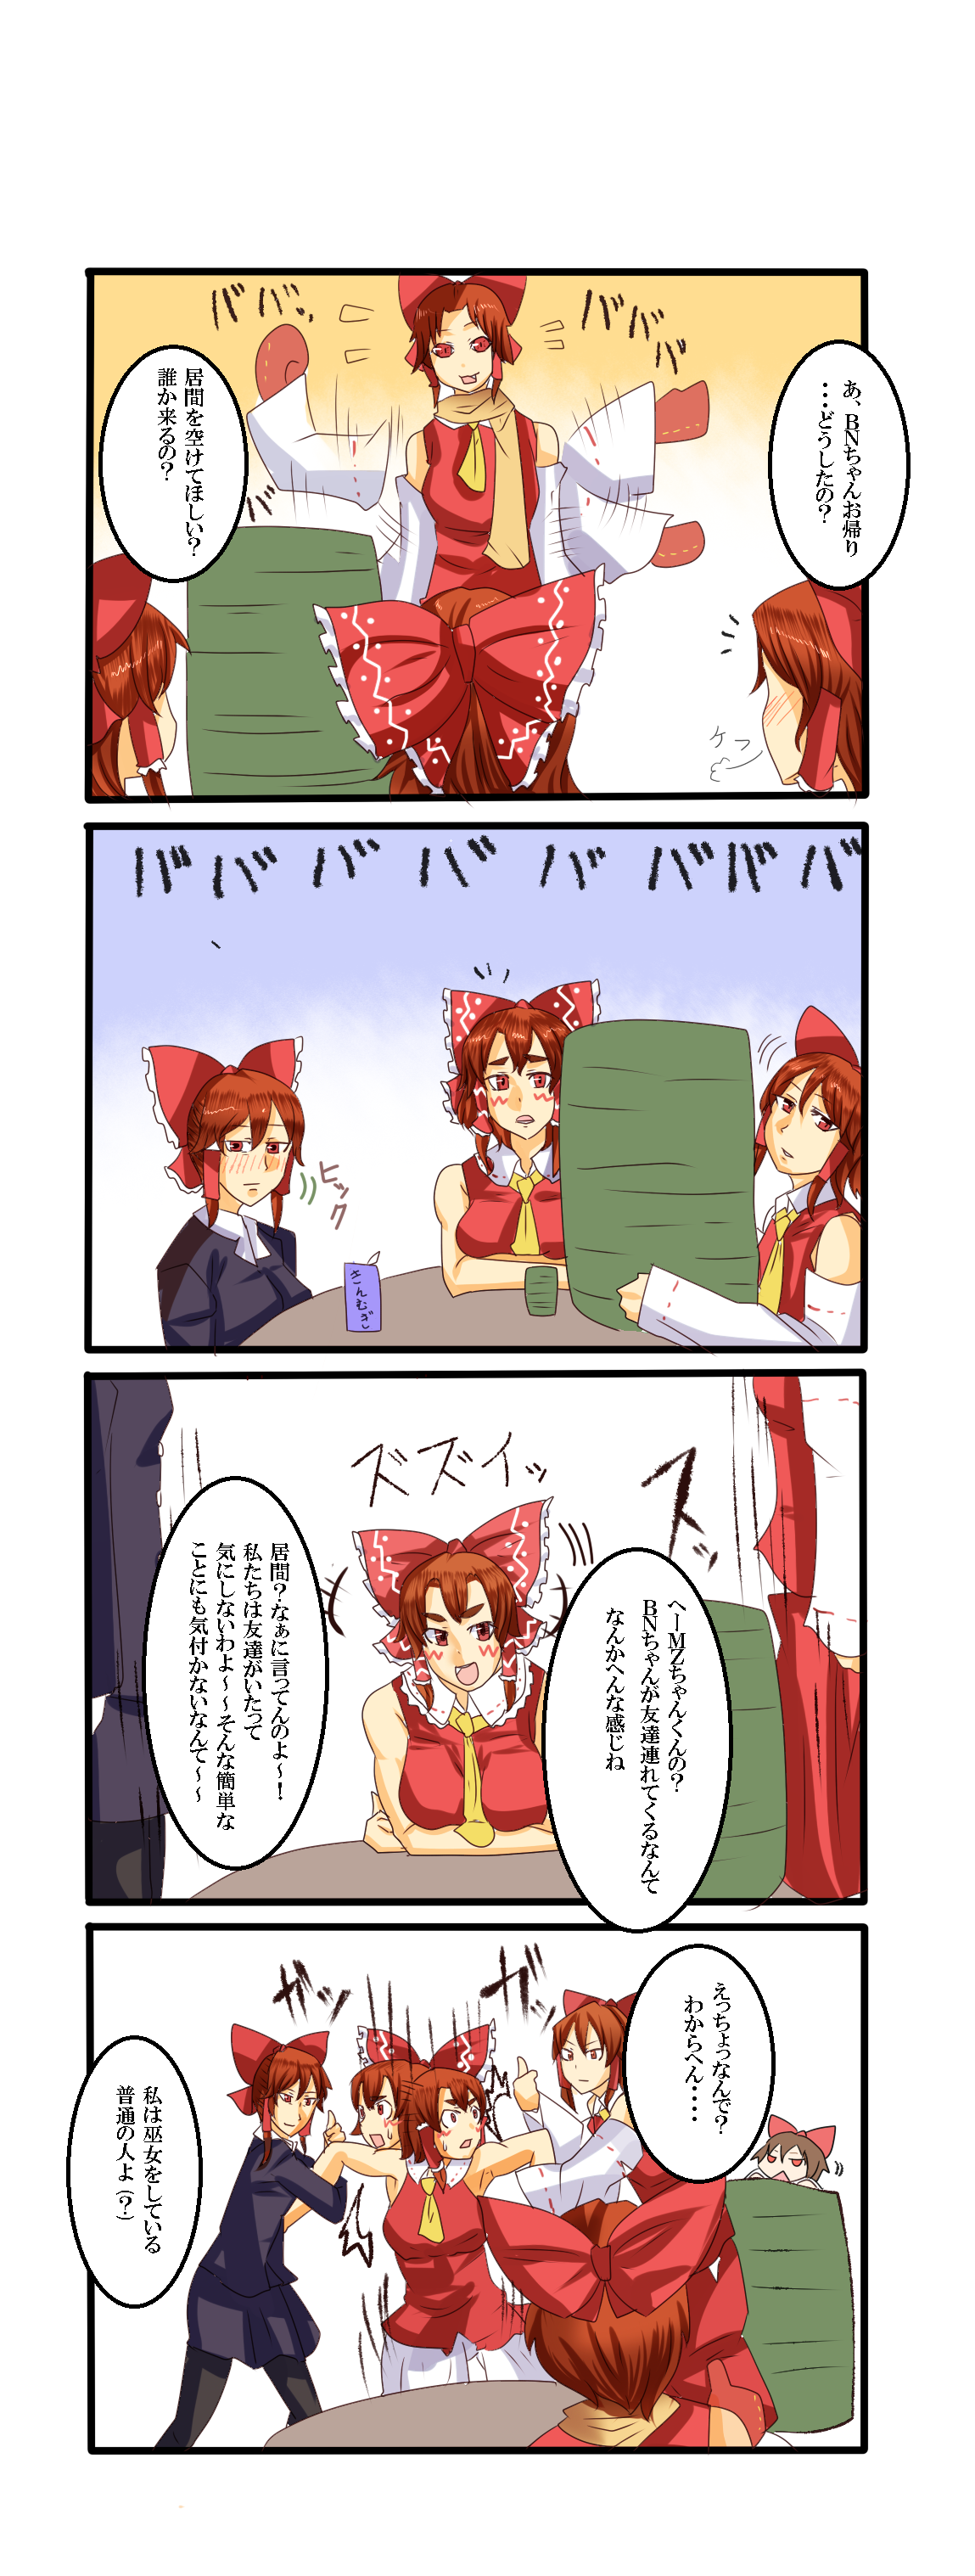 あ、BNちゃんお帰り
・・・どうしたの?
ババ
バ
バババッ
居間を空けてほしい?
誰か来るの?
バ
ケフ
ババババババババ
ヒック
きんむぎ
ズッ
ズズイッ
へーMZちゃんくんの?
BNちゃんが友達連れてくるなんて
なんかへんな感じね
居間?なぁに言ってんのよ～!
私たちは友達がいたって
気にしないわよ～～そんな簡単な
ことにも気付かないなんて～～
えっちょっなんで?
わからへん・・・・
ガッ
ガッ
私は巫女をしている
普通の人よ(?)